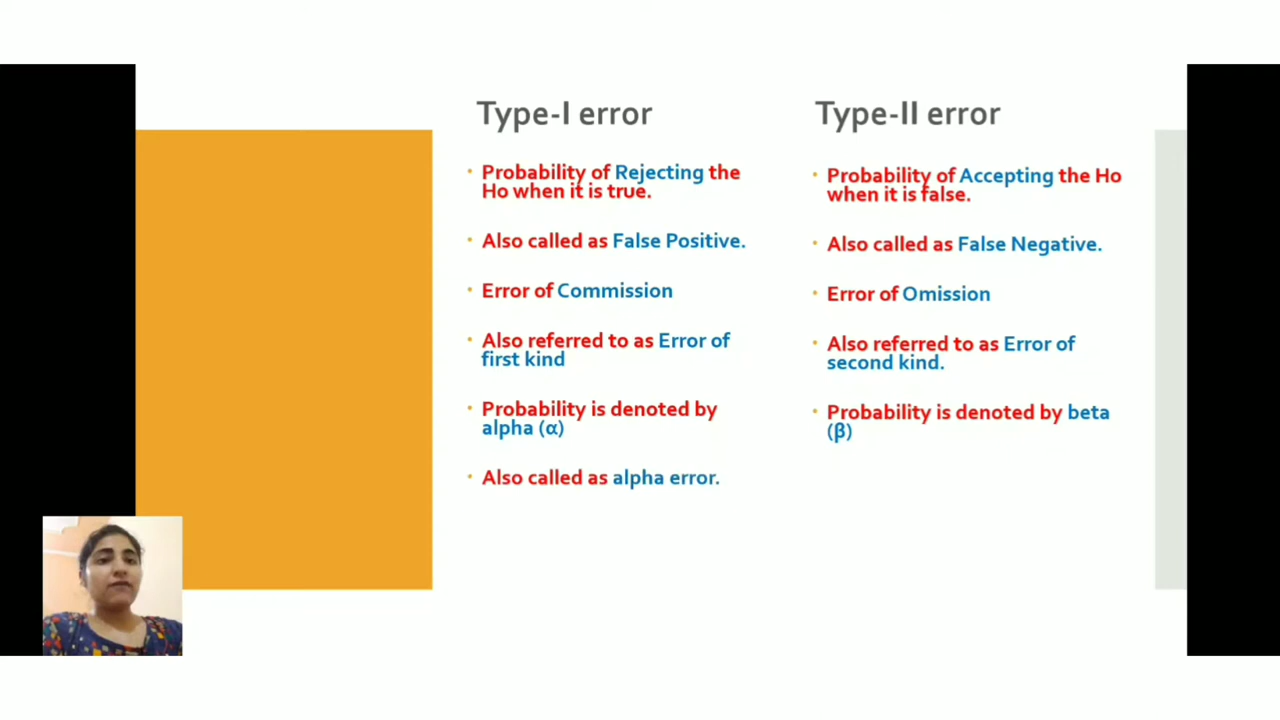 Type-I error
Probability of Rejecting the
Ho when it is true.
Also called as False Positive.
Error of Commission
Also referred to as Error of
first kind
Probability is denoted by
alpha (α)
Also called as alpha error.
Type-II error
Probability of Accepting the Ho
when it is false.
Also called as False Negative.
Error of Omission
Also referred to as Error of
second kind.
Probability is denoted by beta
(β)